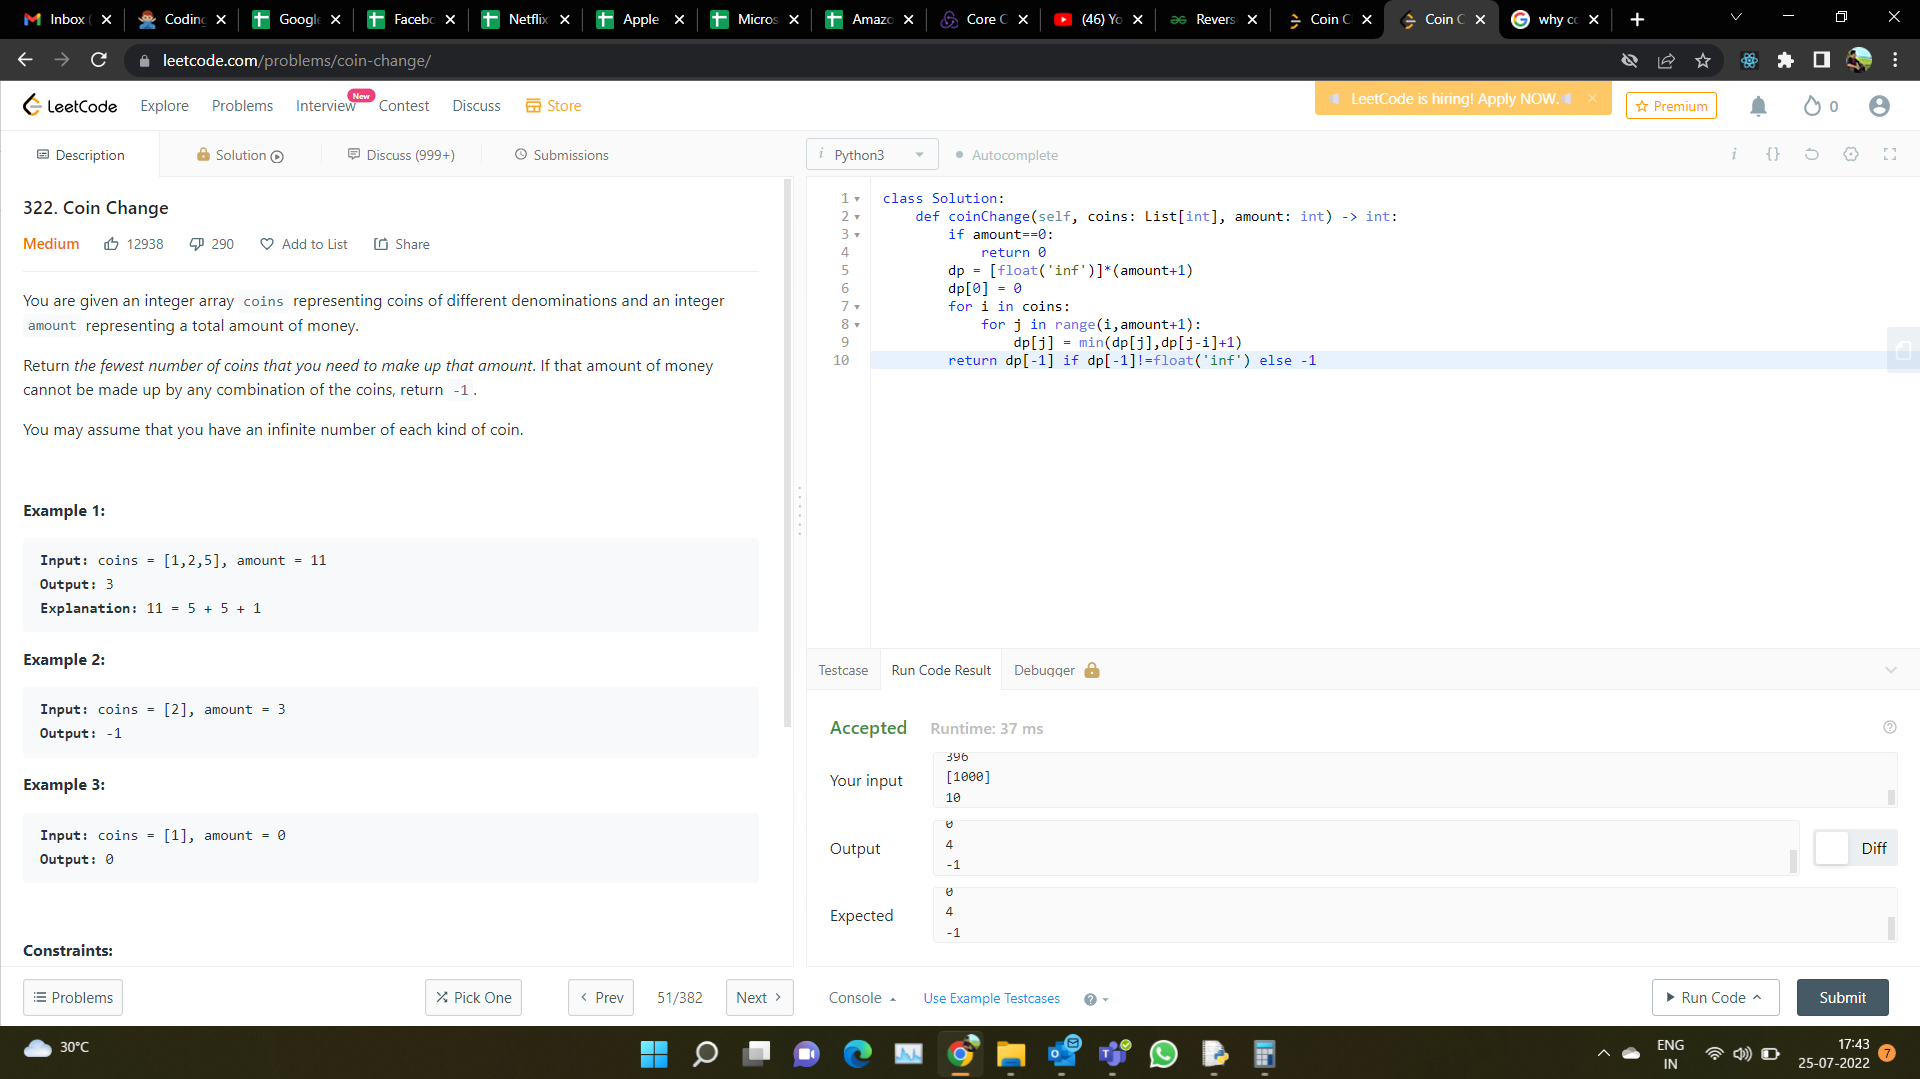 Inbox (
Coding
Google
Facebo
Netflix
Apple
Micros
Amazo
Core C
(46) Yo
Revers
Coin C
Coin C
why co
leetcode.com/problems/coin-change/
LeetCode
Explore
Problems
Interview
New
Contest
Discuss
Store
LeetCode is hiring! Apply NOW.
Premium
0
Description
Solution
Discuss (999+)
Submissions
Python3
Autocomplete
322. Coin Change
Medium
12938
290
Add to List
Share
You are given an integer array coins representing coins of different denominations and an integer
amount representing a total amount of money.
Return the fewest number of coins that you need to make up that amount. If that amount of money
cannot be made up by any combination of the coins, return -1.
You may assume that you have an infinite number of each kind of coin.
Example 1:
Input: coins = [1,2,5], amount = 11
Output: 3
Explanation: 11 = 5 + 5 + 1
Example 2:
Input: coins = [2], amount = 3
Output: -1
Example 3:
Input: coins = [1], amount = 0
Output: 0
Constraints:
1 class Solution:
2 def coinChange(self, coins: List[int], amount: int) -> int:
3 if amount==0:
4 return 0
5 dp = [float('inf')]*(amount+1)
6 dp[0] = 0
7 for i in coins:
8 for j in range(i,amount+1):
9 dp[j] = min(dp[j],dp[j-i]+1)
10 return dp[-1] if dp[-1]!=float('inf') else -1
Testcase
Run Code Result
Debugger
Accepted
Runtime: 37 ms
Your input
396
[1000]
10
Output
0
4
-1
Diff
Expected
0
4
-1
Problems
Pick One
Prev
51/382
Next
Console
Use Example Testcases
Run Code
Submit
30°C
ENG
IN
17:43
25-07-2022
7